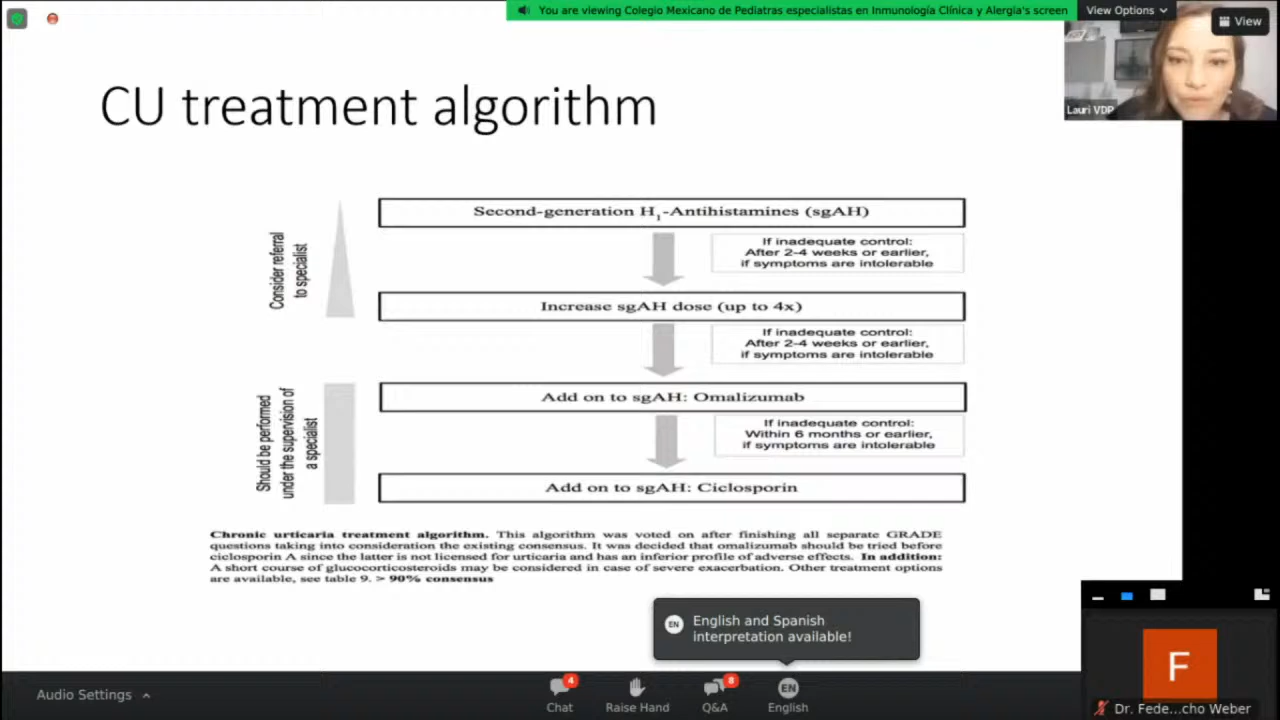 You are viewing Colegio Mexicano de Pediatras especialistas en Inmunología Clínica y Alergia's screen
View Options
View
Lauri VDP
CU treatment algorithm
Second-generation H1-Antihistamines (sgAH)
If inadequate control:
After 2-4 weeks or earlier,
if symptoms are intolerable
Consider referral
to specialist
Increase sgAH dose (up to 4x)
If inadequate control:
After 2-4 weeks or earlier,
if symptoms are intolerable
Add on to sgAH: Omalizumab
If inadequate control:
Within 6 months or earlier,
if symptoms are intolerable
Should be performed
under the supervision of
a specialist
Add on to sgAH: Ciclosporin
Chronic urticaria treatment algorithm. This algorithm was voted on after finishing all separate GRADE
questions taking into consideration the existing consensus. It was decided that omalizumab should be tried before
ciclosporin A since the latter is not licensed for urticaria and has an inferior profile of adverse effects. In addition:
A short course of glucocorticosteroids may be considered in case of severe exacerbation. Other treatment options
are available, see table 9. > 90% consensus
EN
English and Spanish
interpretation available!
F
Dr. Fede...cho Weber
Audio Settings
4
Chat
Raise Hand
8
Q&A
EN
English